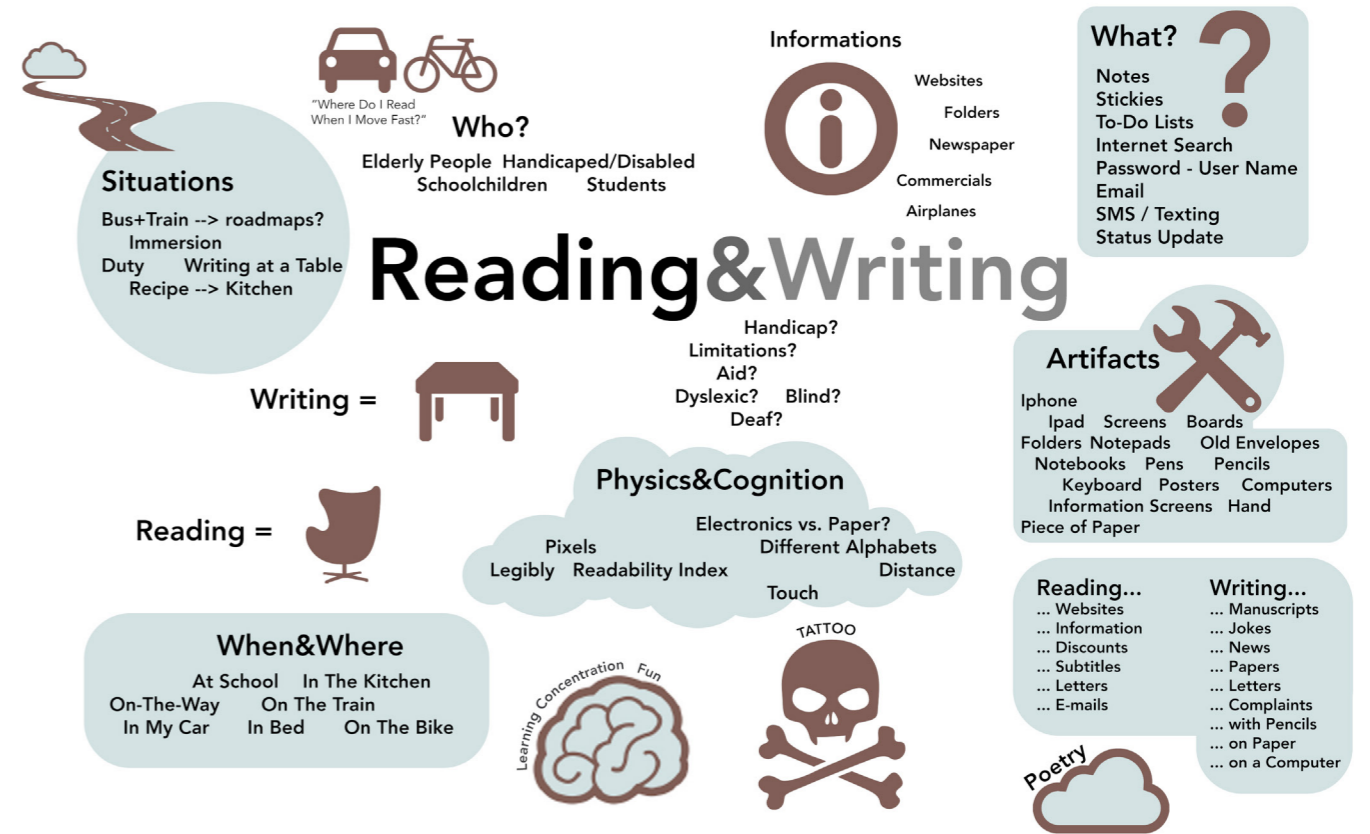 "Where Do I Read
When I Move Fast?"
Who?
Elderly People Handicaped/Disabled
Schoolchildren Students
Informations
Websites
Folders
Newspaper
Commercials
Airplanes
What?
Notes
Stickies
To-Do Lists
Internet Search
Password - User Name
Email
SMS / Texting
Status Update
Situations
Bus+Train --> roadmaps?
Immersion
Duty Writing at a Table
Recipe --> Kitchen
Reading&Writing
Handicap?
Limitations?
Aid?
Dyslexic? Blind?
Deaf?
Writing =
Reading =
Artifacts
Iphone
Ipad Screens Boards
Folders Notepads Old Envelopes
Notebooks Pens Pencils
Keyboard Posters Computers
Information Screens Hand
Piece of Paper
Physics&Cognition
Electronics vs. Paper?
Pixels Different Alphabets
Legibly Readability Index Distance
Touch
When&Where
At School In The Kitchen
On-The-Way On The Train
In My Car In Bed On The Bike
Learning Concentration Fun
TATTOO
Reading...
... Websites
... Information
... Discounts
... Subtitles
... Letters
... E-mails
Writing...
... Manuscripts
... Jokes
... News
... Papers
... Letters
... Complaints
... with Pencils
... on Paper
... on a Computer
Poetry